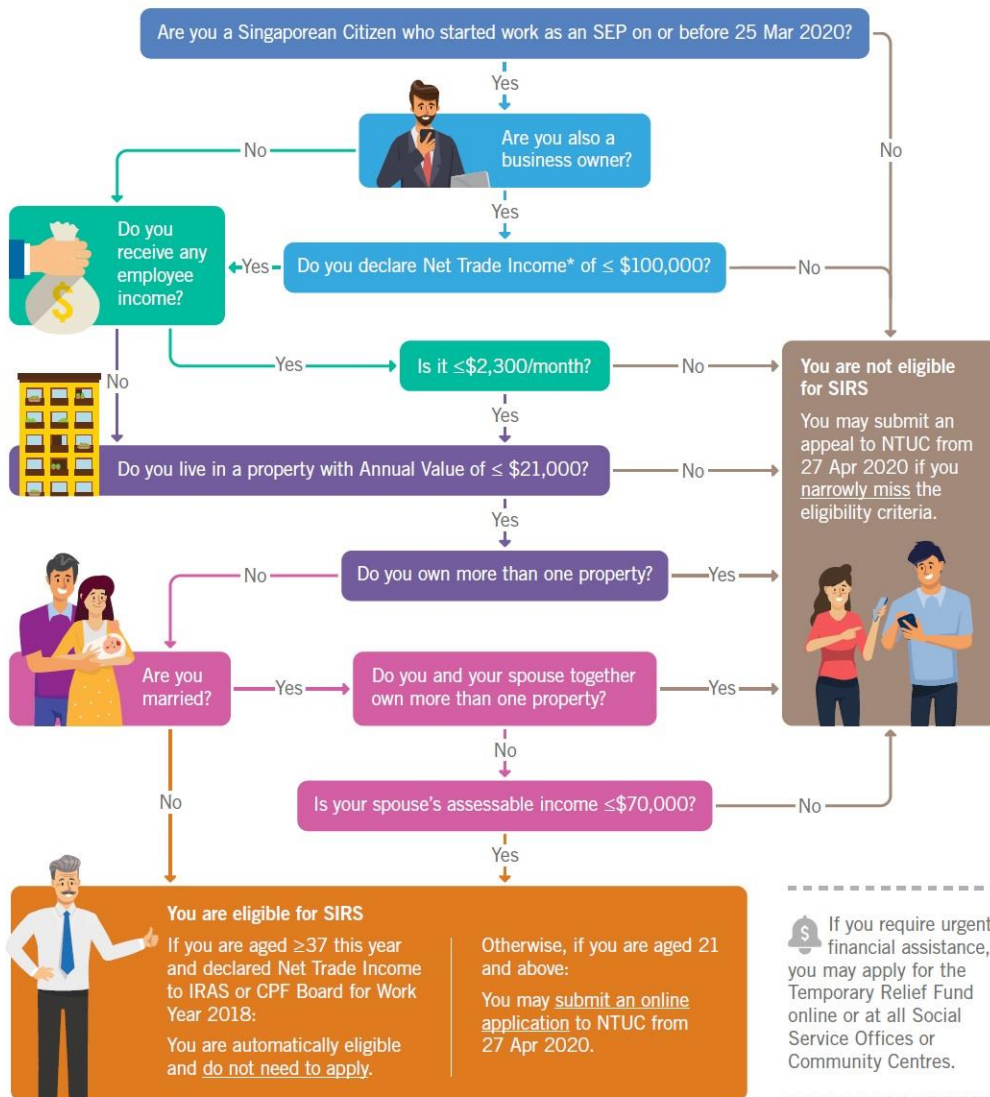 Are you a Singaporean Citizen who started work as an SEP on or before 25 Mar 2020?
Yes
No
Are you also a
business owner?
No
Yes
Do you
receive any
employee
income?
$
Yes
Do you declare Net Trade Income* of ≤ $100,000?
No
Yes
Is it ≤$2,300/month?
No
No
Yes
Do you live in a property with Annual Value of ≤ $21,000?
No
Yes
You are not eligible
for SIRS
You may submit an
appeal to NTUC from
27 Apr 2020 if you
narrowly miss the
eligibility criteria.
No
Do you own more than one property?
Yes
Are you
married?
Yes
Do you and your spouse together
own more than one property?
Yes
No
No
Is your spouse's assessable income ≤$70,000?
No
Yes
You are eligible for SIRS
If you are aged ≥37 this year
and declared Net Trade Income
to IRAS or CPF Board for Work
Year 2018:
You are automatically eligible
and do not need to apply.
Otherwise, if you are aged 21
and above:
You may submit an online
application to NTUC from
27 Apr 2020.
$
If you require urgent
financial assistance,
you may apply for the
Temporary Relief Fund
online or at all Social
Service Offices or
Community Centres.